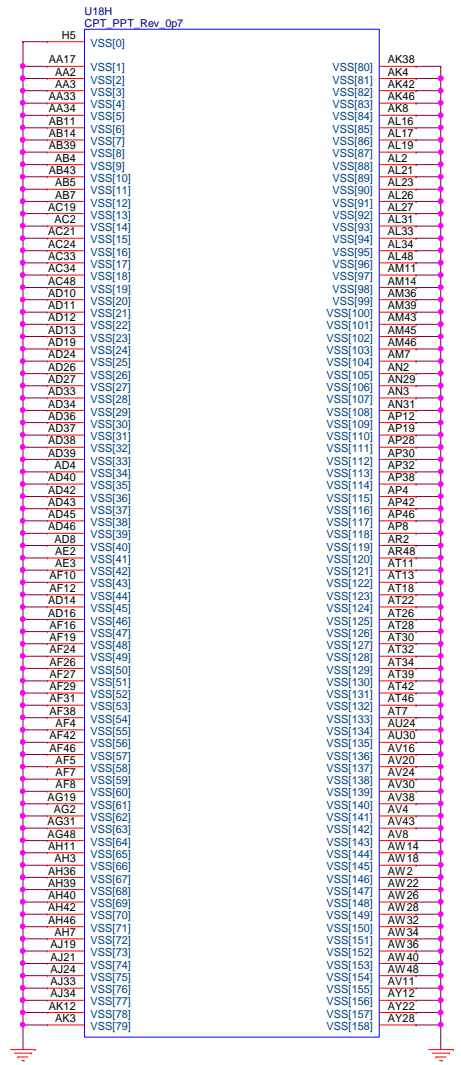 U18H
CPT_PPT_Rev_0p7
H5 VSS[0]
AA17 VSS[1] VSS[80] AK38
AA2 VSS[2] VSS[81] AK4
AA3 VSS[3] VSS[82] AK42
AA33 VSS[4] VSS[83] AK46
AA34 VSS[5] VSS[84] AK8
AB11 VSS[6] VSS[85] AL16
AB14 VSS[7] VSS[86] AL17
AB39 VSS[8] VSS[87] AL19
AB4 VSS[9] VSS[88] AL2
AB43 VSS[10] VSS[89] AL21
AB5 VSS[11] VSS[90] AL23
AB7 VSS[12] VSS[91] AL26
AC19 VSS[13] VSS[92] AL27
AC2 VSS[14] VSS[93] AL31
AC21 VSS[15] VSS[94] AL33
AC24 VSS[16] VSS[95] AL34
AC33 VSS[17] VSS[96] AL48
AC34 VSS[18] VSS[97] AM11
AC48 VSS[19] VSS[98] AM14
AD10 VSS[20] VSS[99] AM36
AD11 VSS[21] VSS[100] AM39
AD12 VSS[22] VSS[101] AM43
AD13 VSS[23] VSS[102] AM45
AD19 VSS[24] VSS[103] AM46
AD24 VSS[25] VSS[104] AM7
AD26 VSS[26] VSS[105] AN2
AD27 VSS[27] VSS[106] AN29
AD33 VSS[28] VSS[107] AN3
AD34 VSS[29] VSS[108] AN31
AD36 VSS[30] VSS[109] AP12
AD37 VSS[31] VSS[110] AP19
AD38 VSS[32] VSS[111] AP28
AD39 VSS[33] VSS[112] AP30
AD4 VSS[34] VSS[113] AP32
AD40 VSS[35] VSS[114] AP38
AD42 VSS[36] VSS[115] AP4
AD43 VSS[37] VSS[116] AP42
AD45 VSS[38] VSS[117] AP46
AD46 VSS[39] VSS[118] AP8
AD8 VSS[40] VSS[119] AR2
AE2 VSS[41] VSS[120] AR48
AE3 VSS[42] VSS[121] AT11
AF10 VSS[43] VSS[122] AT13
AF12 VSS[44] VSS[123] AT18
AD14 VSS[45] VSS[124] AT22
AD16 VSS[46] VSS[125] AT26
AF16 VSS[47] VSS[126] AT28
AF19 VSS[48] VSS[127] AT30
AF24 VSS[49] VSS[128] AT32
AF26 VSS[50] VSS[129] AT34
AF27 VSS[51] VSS[130] AT39
AF29 VSS[52] VSS[131] AT42
AF31 VSS[53] VSS[132] AT46
AF38 VSS[54] VSS[133] AT7
AF4 VSS[55] VSS[134] AU24
AF42 VSS[56] VSS[135] AU30
AF46 VSS[57] VSS[136] AV16
AF5 VSS[58] VSS[137] AV20
AF7 VSS[59] VSS[138] AV24
AF8 VSS[60] VSS[139] AV30
AG19 VSS[61] VSS[140] AV38
AG2 VSS[62] VSS[141] AV4
AG31 VSS[63] VSS[142] AV43
AG48 VSS[64] VSS[143] AV8
AH11 VSS[65] VSS[144] AW14
AH3 VSS[66] VSS[145] AW18
AH36 VSS[67] VSS[146] AW2
AH39 VSS[68] VSS[147] AW22
AH40 VSS[69] VSS[148] AW26
AH42 VSS[70] VSS[149] AW28
AH46 VSS[71] VSS[150] AW32
AH7 VSS[72] VSS[151] AW34
AJ19 VSS[73] VSS[152] AW36
AJ21 VSS[74] VSS[153] AW40
AJ24 VSS[75] VSS[154] AW48
AJ33 VSS[76] VSS[155] AV11
AJ34 VSS[77] VSS[156] AY12
AK12 VSS[78] VSS[157] AY22
AK3 VSS[79] VSS[158] AY28